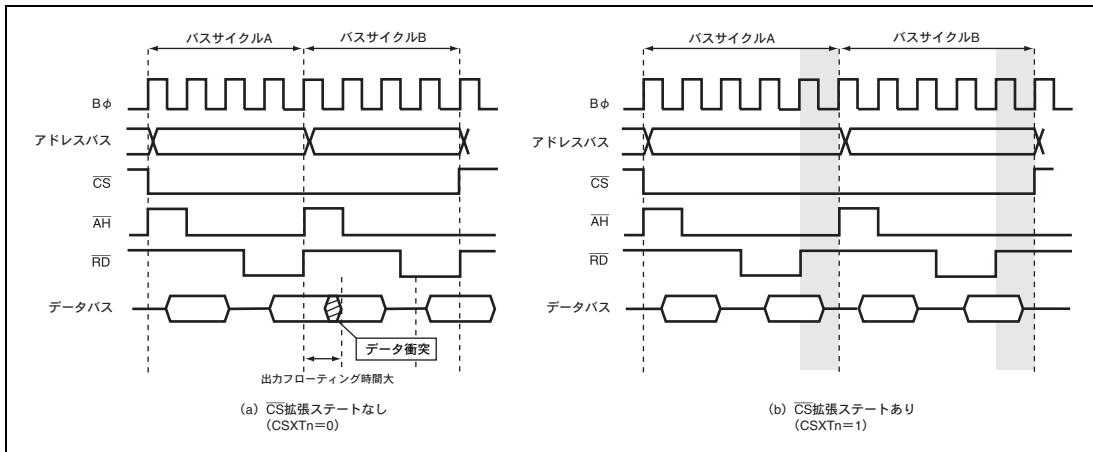 バスサイクルA
バスサイクルB
Bφ
アドレスバス
CS
AH
RD
データバス
データ衝突
出力フローティング時間大
(a) CS拡張ステートなし
(CSXTn=0)
バスサイクルA
バスサイクルB
Bφ
アドレスバス
CS
AH
RD
データバス
(b) CS拡張ステートあり
(CSXTn=1)